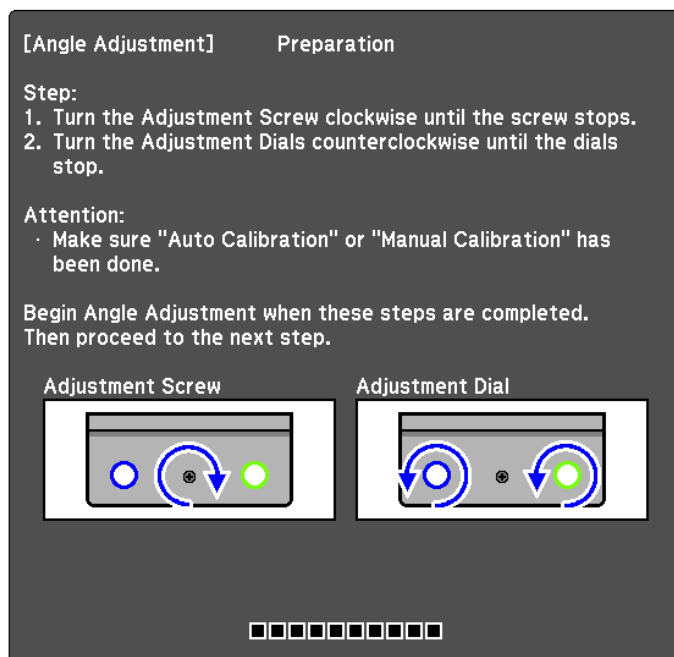 [Angle Adjustment] Preparation
Step:
1. Turn the Adjustment Screw clockwise until the screw stops.
2. Turn the Adjustment Dials counterclockwise until the dials
stop.
Attention:
· Make sure "Auto Calibration" or "Manual Calibration" has
been done.
Begin Angle Adjustment when these steps are completed.
Then proceed to the next step.
Adjustment Screw
Adjustment Dial